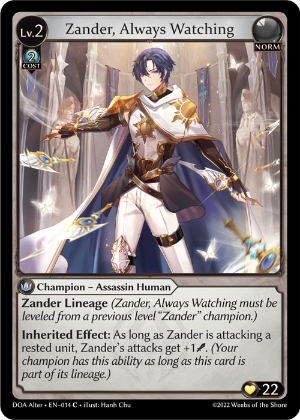 Lv.2
Zander, Always Watching
NORM
2
COST
Champion – Assassin Human
Zander Lineage (Zander, Always Watching must be
leveled from a previous level “Zander” champion.)
Inherited Effect: As long as Zander is attacking a
rested unit, Zander's attacks get +1. (Your
champion has this ability as long as this card is
part of its lineage.)
22
DOA Alter • EN-014 C • illust: Hanh Chu
©2022 Weebs of the Shore